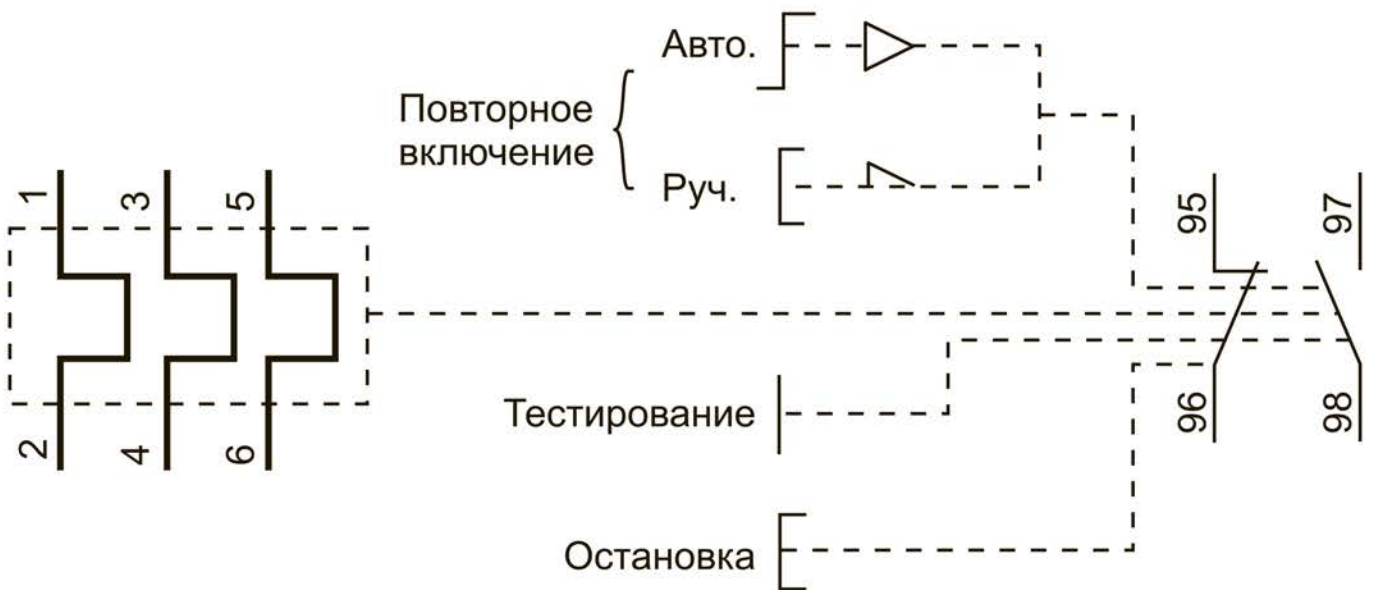 Авто.
Повторное
включение
Руч.
1
3
5
95
97
2
4
6
Тестирование
96
98
Остановка